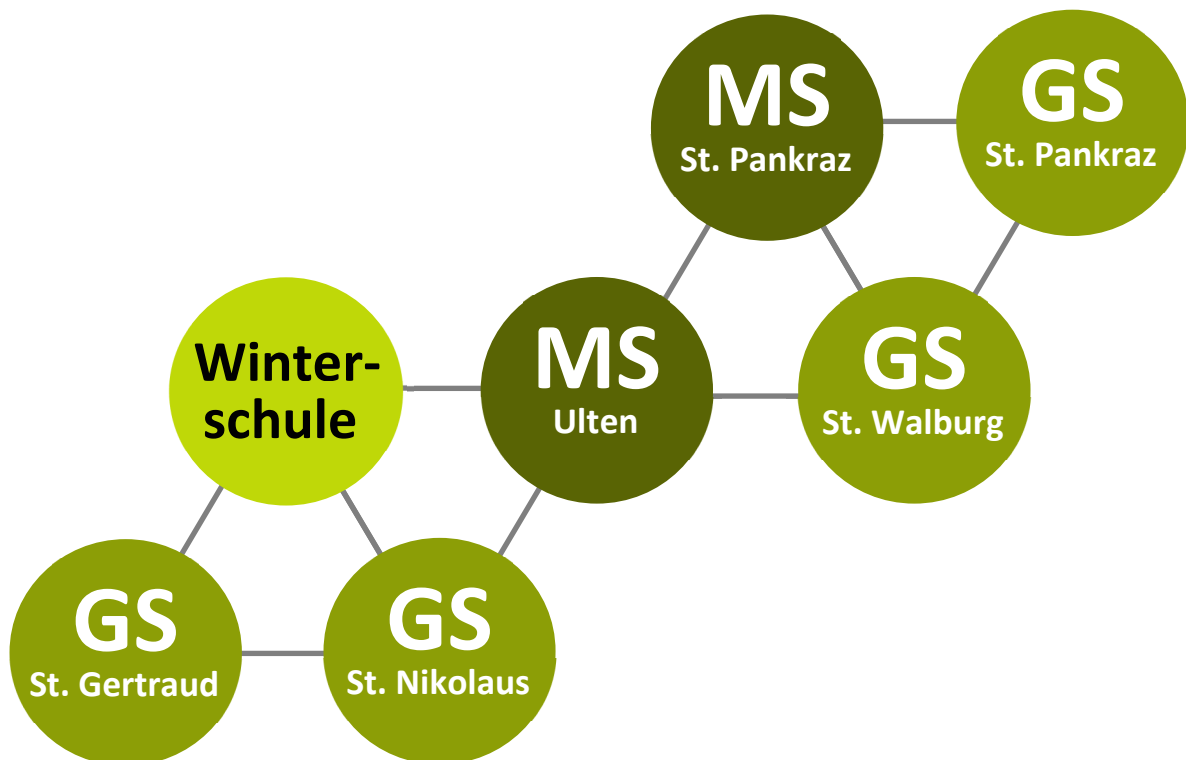 MS
St. Pankraz
GS
St. Pankraz
Winter-
schule
MS
Ulten
GS
St. Walburg
GS
St. Gertraud
GS
St. Nikolaus